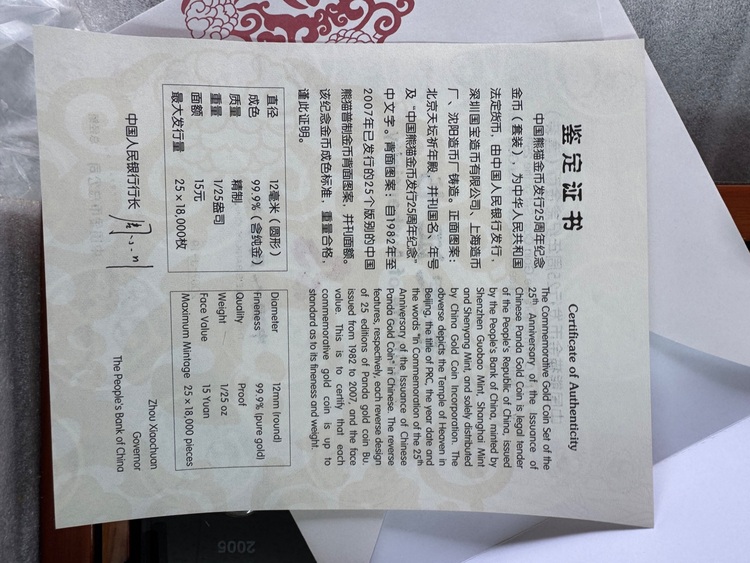 鉴定证书
中国熊猫金币发行25周年纪念
金币（套装），为中华人民共和国
法定货币，由中国人民银行发行，
深圳国宝造币有限公司、上海造币
厂、沈阳造币厂铸造。正面图案：
北京天坛祈年殿，并刊国名、年号
及“中国熊猫金币发行25周年纪念”
中文字。背面图案：自1982年至
2007年已发行的25个版别的中国
熊猫普制金币背面图案，并刊面额。
该纪念金币成色标准，重量合格，
谨此证明。
直径 12毫米（圆形）
成色 99.9%（含纯金）
质量 精制
重量 1/25盎司
面额 15元
最大发行量 25×18,000枚
中国人民银行行长
Certificate of Authenticity
The Commemorative Gold Coin Set of the
25th Anniversary of the Issuance of
Chinese Panda Gold Coin is legal tender
of the People's Republic of China, issued
by the People's Bank of China, minted by
Shenzhen Guobao Mint, Shanghai Mint
and Shenyang Mint, and solely distributed
by China Gold Coin Incorporation. The
obverse depicts the Temple of Heaven in
Beijing, the title of PRC, the year date and
the words "In Commemoration of the 25th
Anniversary of the Issuance of Chinese
Panda Gold Coin" in Chinese. The reverse
features, respectively, each reverse design
of 25 editions of Panda gold coin Bu.
issued from 1982 to 2007, and the face
value. This is to certify that each
commemorative gold coin is up to
standard as to its fineness and weight.
Diameter 12mm (round)
Fineness 99.9% (pure gold)
Quality Proof
Weight 1/25 oz
Face Value 15 Yuan
Maximum Mintage 25×18,000 pieces
Zhou Xiaochuan
Governor
The People's Bank of China
2005